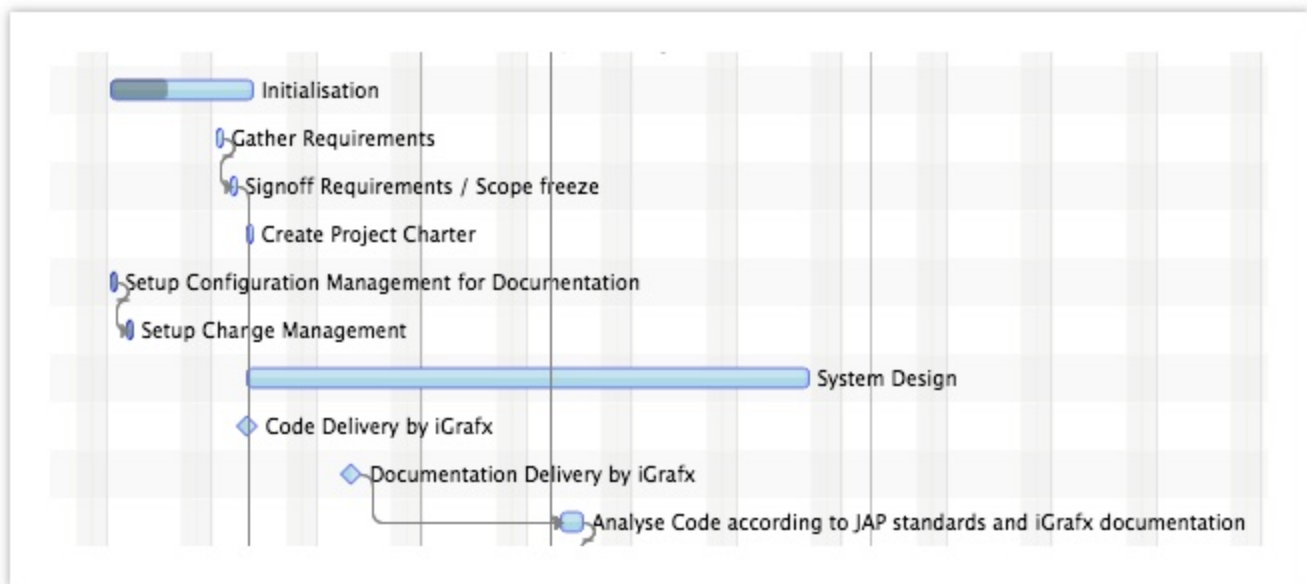 Initialisation
Gather Requirements
Signoff Requirements / Scope freeze
Create Project Charter
Setup Configuration Management for Documentation
Setup Change Management
System Design
Code Delivery by iGrafx
Documentation Delivery by iGrafx
Analyse Code according to JAP standards and iGrafx documentation